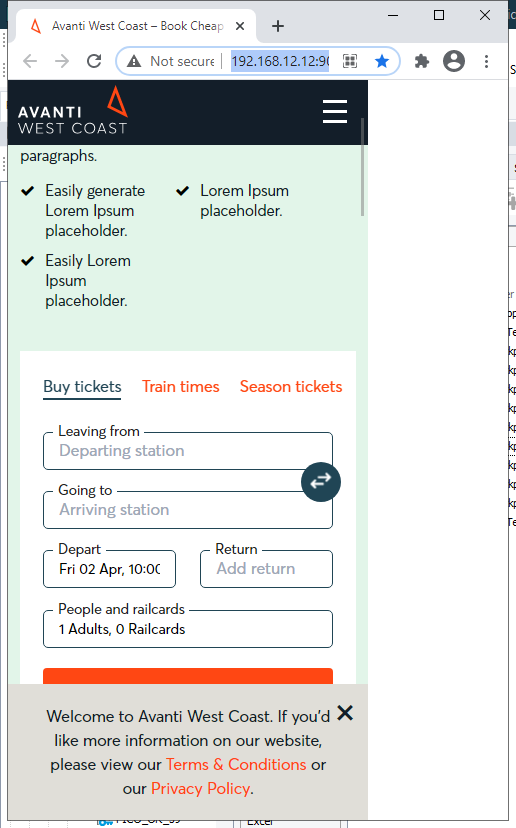 Avanti West Coast – Book Cheap
Not secure
192.168.12.12:90
AVANTI
WEST COAST
paragraphs.
Easily generate
Lorem Ipsum
placeholder.
Lorem Ipsum
placeholder.
Easily Lorem
Ipsum
placeholder.
Buy tickets Train times Season tickets
Leaving from
Departing station
Going to
Arriving station
Depart
Fri 02 Apr, 10:00
Return
Add return
People and railcards
1 Adults, 0 Railcards
Welcome to Avanti West Coast. If you'd
like more information on our website,
please view our Terms & Conditions or
our Privacy Policy.
Excel